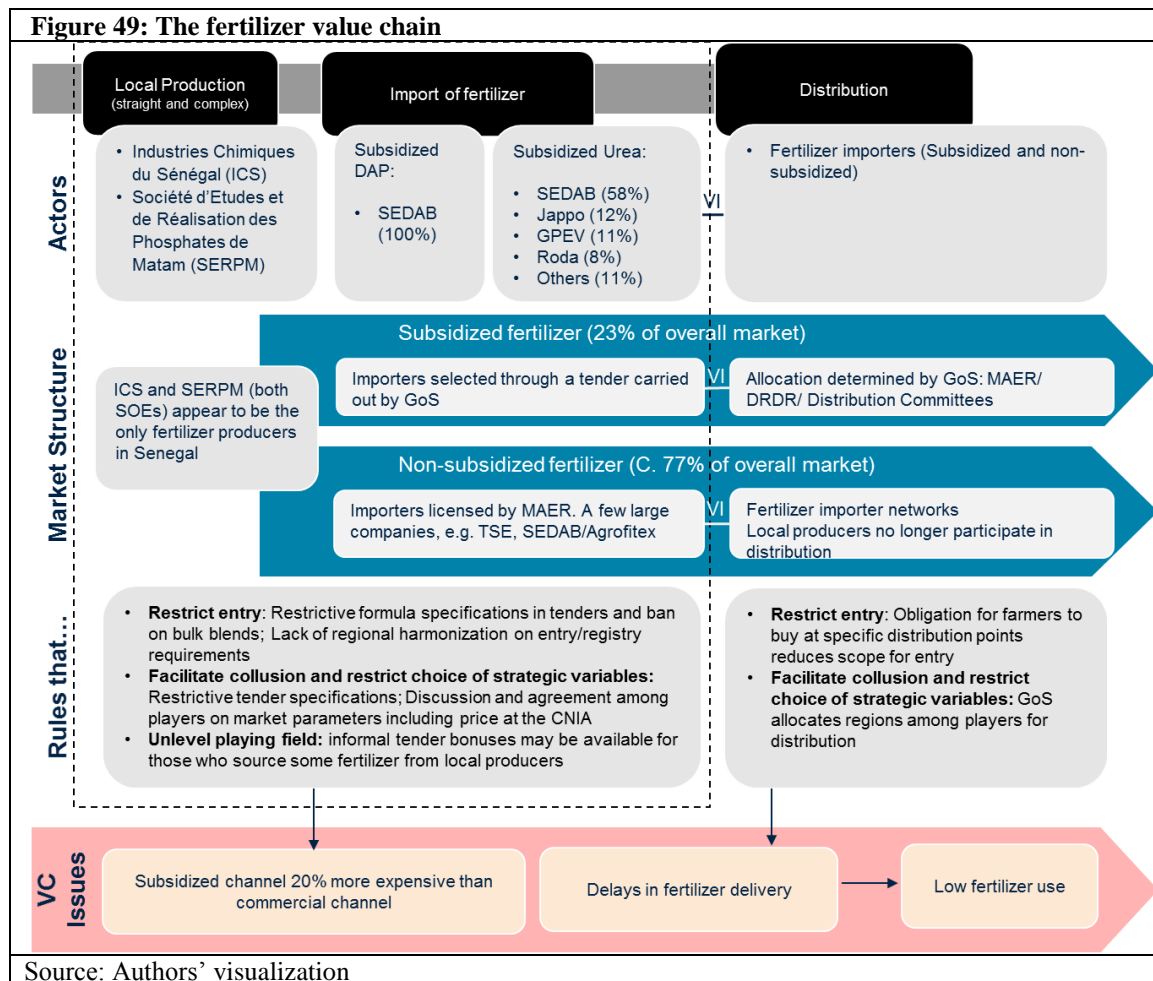 Figure 49: The fertilizer value chain
Local Production
(straight and complex)
Import of fertilizer
Distribution
Actors
• Industries Chimiques
du Sénégal (ICS)
• Société d'Etudes et
de Réalisation des
Phosphates de
Matam (SERPM)
Subsidized
DAP:
• SEDAB
(100%)
Subsidized Urea:
• SEDAB (58%)
• Jappo (12%)
• GPEV (11%)
• Roda (8%)
• Others (11%)
VI
• Fertilizer importers (Subsidized and non-
subsidized)
Market Structure
ICS and SERPM (both
SOEs) appear to be the
only fertilizer producers
in Senegal
Subsidized fertilizer (23% of overall market)
Importers selected through a tender carried
out by GoS
VI
Allocation determined by GoS: MAER/
DRDR/ Distribution Committees
Non-subsidized fertilizer (C. 77% of overall market)
Importers licensed by MAER. A few large
companies, e.g. TSE, SEDAB/Agrofitex
VI
Fertilizer importer networks
Local producers no longer participate in
distribution
Rules that...
• Restrict entry: Restrictive formula specifications in tenders and ban
on bulk blends; Lack of regional harmonization on entry/registry
requirements
• Facilitate collusion and restrict choice of strategic variables:
Restrictive tender specifications; Discussion and agreement among
players on market parameters including price at the CNIA
• Unlevel playing field: informal tender bonuses may be available for
those who source some fertilizer from local producers
• Restrict entry: Obligation for farmers to
buy at specific distribution points
reduces scope for entry
• Facilitate collusion and restrict
choice of strategic variables: GoS
allocates regions among players for
distribution
VC
Issues
Subsidized channel 20% more expensive than
commercial channel
Delays in fertilizer delivery
Low fertilizer use
Source: Authors' visualization